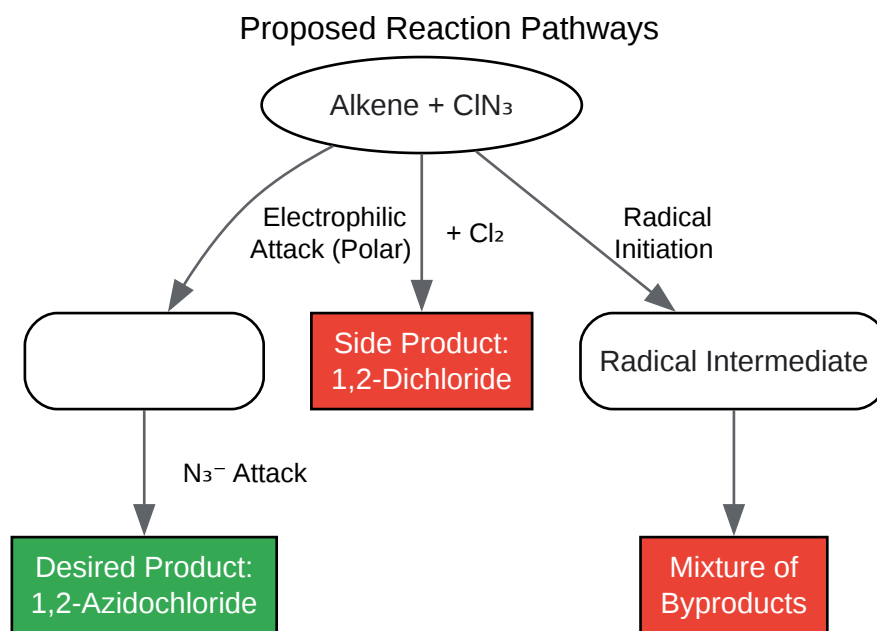 Proposed Reaction Pathways
Alkene + ClN₃
Electrophilic
Attack (Polar)
+ Cl₂
Radical
Initiation
Side Product:
1,2-Dichloride
Radical Intermediate
N₃⁻ Attack
Desired Product:
1,2-Azidochloride
Mixture of
Byproducts